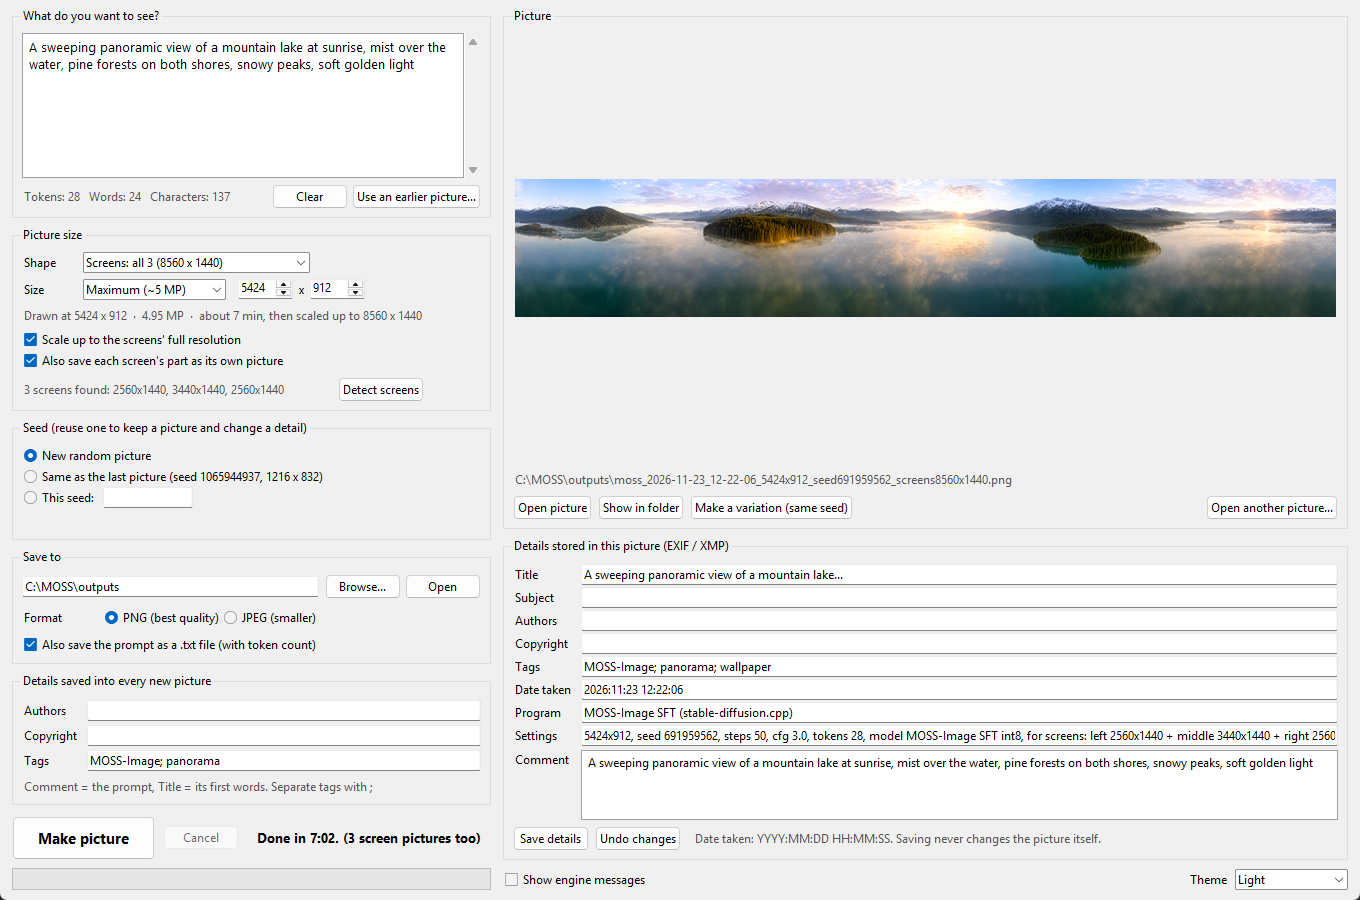 What do you want to see?
A sweeping panoramic view of a mountain lake at sunrise, mist over the
water, pine forests on both shores, snowy peaks, soft golden light
Tokens: 28 Words: 24 Characters: 137
Clear
Use an earlier picture...
Picture size
Shape Screens: all 3 (8560 x 1440)
Size Maximum (~5 MP) 5424 x 912
Drawn at 5424 x 912 · 4.95 MP · about 7 min, then scaled up to 8560 x 1440
Scale up to the screens' full resolution
Also save each screen's part as its own picture
3 screens found: 2560x1440, 3440x1440, 2560x1440
Detect screens
Seed (reuse one to keep a picture and change a detail)
New random picture
Same as the last picture (seed 1065944937, 1216 x 832)
This seed:
Save to
C:\MOSS\outputs
Browse...
Open
Format PNG (best quality) JPEG (smaller)
Also save the prompt as a .txt file (with token count)
Details saved into every new picture
Authors
Copyright
Tags MOSS-Image; panorama
Comment = the prompt, Title = its first words. Separate tags with ;
Make picture
Cancel
Done in 7:02. (3 screen pictures too)
Picture
C:\MOSS\outputs\moss_2026-11-23_12-22-06_5424x912_seed691959562_screens8560x1440.png
Open picture
Show in folder
Make a variation (same seed)
Open another picture...
Details stored in this picture (EXIF / XMP)
Title A sweeping panoramic view of a mountain lake...
Subject
Authors
Copyright
Tags MOSS-Image; panorama; wallpaper
Date taken 2026:11:23 12:22:06
Program MOSS-Image SFT (stable-diffusion.cpp)
Settings 5424x912, seed 691959562, steps 50, cfg 3.0, tokens 28, model MOSS-Image SFT int8, for screens: left 2560x1440 + middle 3440x1440 + right 2560
Comment A sweeping panoramic view of a mountain lake at sunrise, mist over the water, pine forests on both shores, snowy peaks, soft golden light
Save details
Undo changes
Date taken: YYYY:MM:DD HH:MM:SS. Saving never changes the picture itself.
Show engine messages
Theme Light